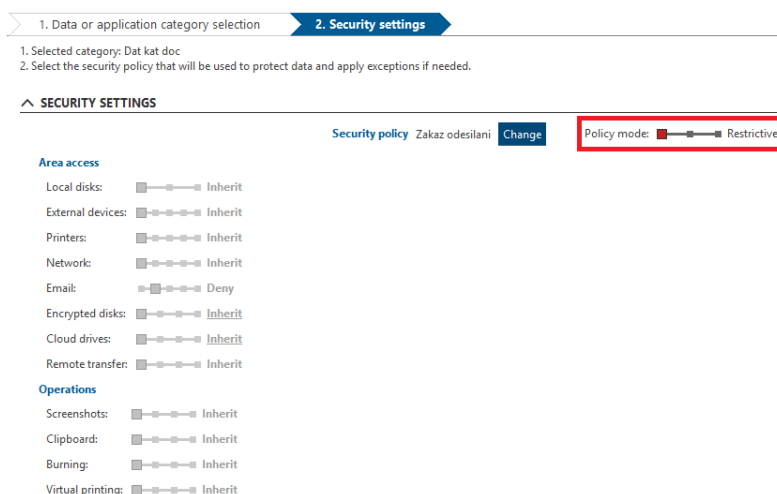 1. Data or application category selection 2. Security settings
1. Selected category: Dat kat doc
2. Select the security policy that will be used to protect data and apply exceptions if needed.
SECURITY SETTINGS
Security policy Zakaz odesilani Change Policy mode: Restrictive
Area access
Local disks: Inherit
External devices: Inherit
Printers: Inherit
Network: Inherit
Email: Deny
Encrypted disks: Inherit
Cloud drives: Inherit
Remote transfer: Inherit
Operations
Screenshots: Inherit
Clipboard: Inherit
Burning: Inherit
Virtual printing: Inherit